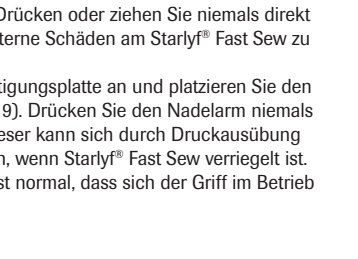 Drücken oder ziehen Sie niemals direkt
terne Schäden am Starlyf® Fast Sew zu
tigungsplatte an und platzieren Sie den
9). Drücken Sie den Nadelarm niemals
ieser kann sich durch Druckausübung
n, wenn Starlyf® Fast Sew verriegelt ist.
st normal, dass sich der Griff im Betrieb